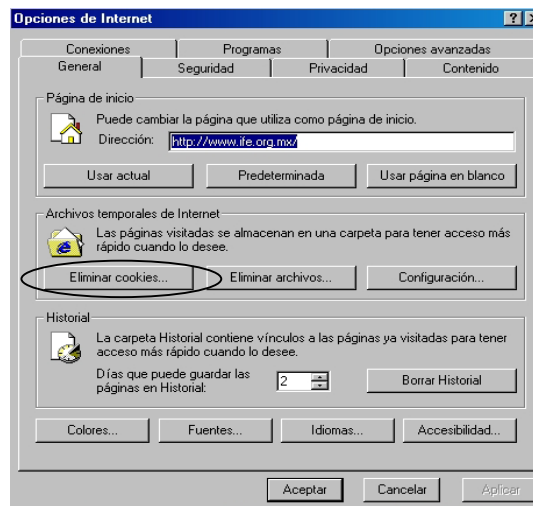 Opciones de Internet
Conexiones Programas Opciones avanzadas
General Seguridad Privacidad Contenido
Página de inicio
Puede cambiar la página que utiliza como página de inicio.
Dirección: http://www.ife.org.mx/
Usar actual Predeterminada Usar página en blanco
Archivos temporales de Internet
Las páginas visitadas se almacenan en una carpeta para tener acceso más
rápido cuando lo desee.
Eliminar cookies... Eliminar archivos... Configuración...
Historial
La carpeta Historial contiene vínculos a las páginas ya visitadas para tener
acceso más rápido cuando lo desee.
Días que puede guardar las
páginas en Historial: 2 Borrar Historial
Colores... Fuentes... Idiomas... Accesibilidad...
Aceptar Cancelar Aplicar